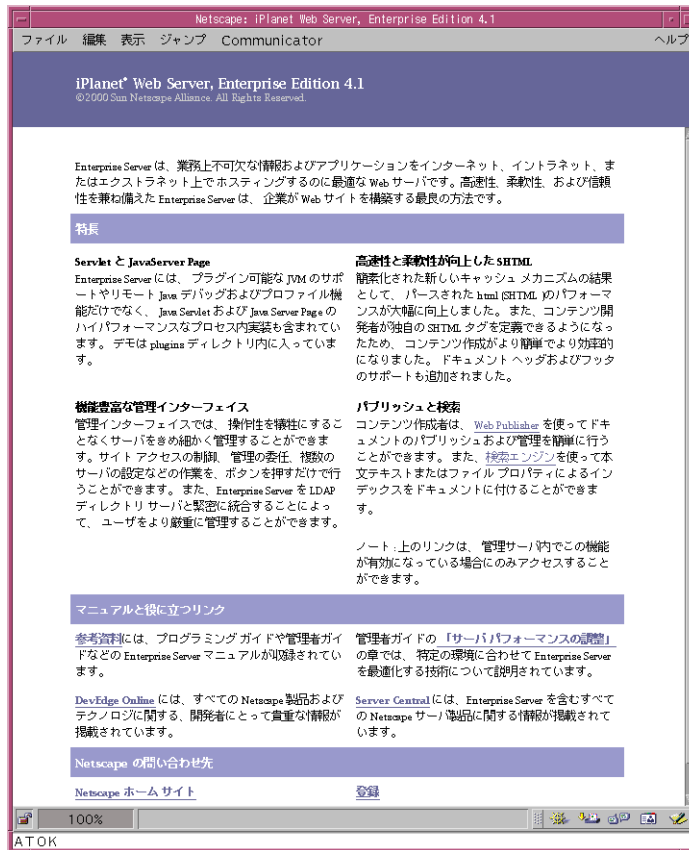 Netscape: iPlanet Web Server, Enterprise Edition 4.1
ファイル 編集 表示 ジャンプ Communicator ヘルプ
iPlanet* Web Server, Enterprise Edition 4.1
©2000 Sun Netscape Alliance. All Rights Reserved.
Enterprise Server は、業務上不可欠な情報およびアプリケーションをインターネット、イントラネット、ま
たはエクストラネット上でホスティングするのに最適な Web サーバです。高速性、柔軟性、および信頼
性を兼ね備えた Enterprise Server は、企業が Web サイトを構築する最良の方法です。
特長
Servlet と JavaServer Page
Enterprise Server には、プラグイン可能な JVM のサポ
ートやリモート Java デバッグおよびプロファイル機
能だけでなく、Java Servlet および Java Server Page の
ハイパフォーマンスなプロセス内実装も含まれてい
ます。デモは plugins ディレクトリ内に入っていま
す。
高速性と柔軟性が向上した SHTML
簡素化された新しいキャッシュ メカニズムの結果
として、パースされた html (SHTML )のパフォーマ
ンスが大幅に向上しました。また、コンテンツ開
発者が独自の SHTML タグを定義できるようになっ
たため、コンテンツ作成がより簡単でより効率的
になりました。ドキュメント ヘッダおよびフッタ
のサポートも追加されました。
機能豊富な管理インターフェイス
管理インターフェイスでは、操作性を犠牲にするこ
となくサーバをきめ細かく管理することができま
す。サイト アクセスの制御、管理の委任、複数の
サーバの設定などの作業を、ボタンを押すだけで行
うことができます。また、Enterprise Server を LDAP
ディレクトリ サーバと緊密に統合することによっ
て、ユーザをより厳重に管理することができます。
パブリッシュと検索
コンテンツ作成者は、Web Publisher を使ってドキ
ュメントのパブリッシュおよび管理を簡単に行う
ことができます。また、検索エンジンを使って本
文テキストまたはファイル プロパティによるイン
デックスをドキュメントに付けることができま
す。
ノート : 上のリンクは、管理サーバ内でこの機能
が有効になっている場合にのみアクセスすること
ができます。
マニュアルと役に立つリンク
参考資料には、プログラミング ガイドや管理者ガイ
ドなどの Enterprise Server マニュアルが収録されてい
ます。
管理者ガイドの「サーバ パフォーマンスの調整」
の章では、特定の環境に合わせて Enterprise Server
を最適化する技術について説明されています。
DevEdge Online には、すべての Netscape 製品および
テクノロジに関する、開発者にとって貴重な情報が
掲載されています。
Server Central には、Enterprise Server を含むすべて
の Netscape サーバ製品に関する情報が掲載されて
います。
Netscape の問い合わせ先
Netscape ホーム サイト
登録
100%
ATOK